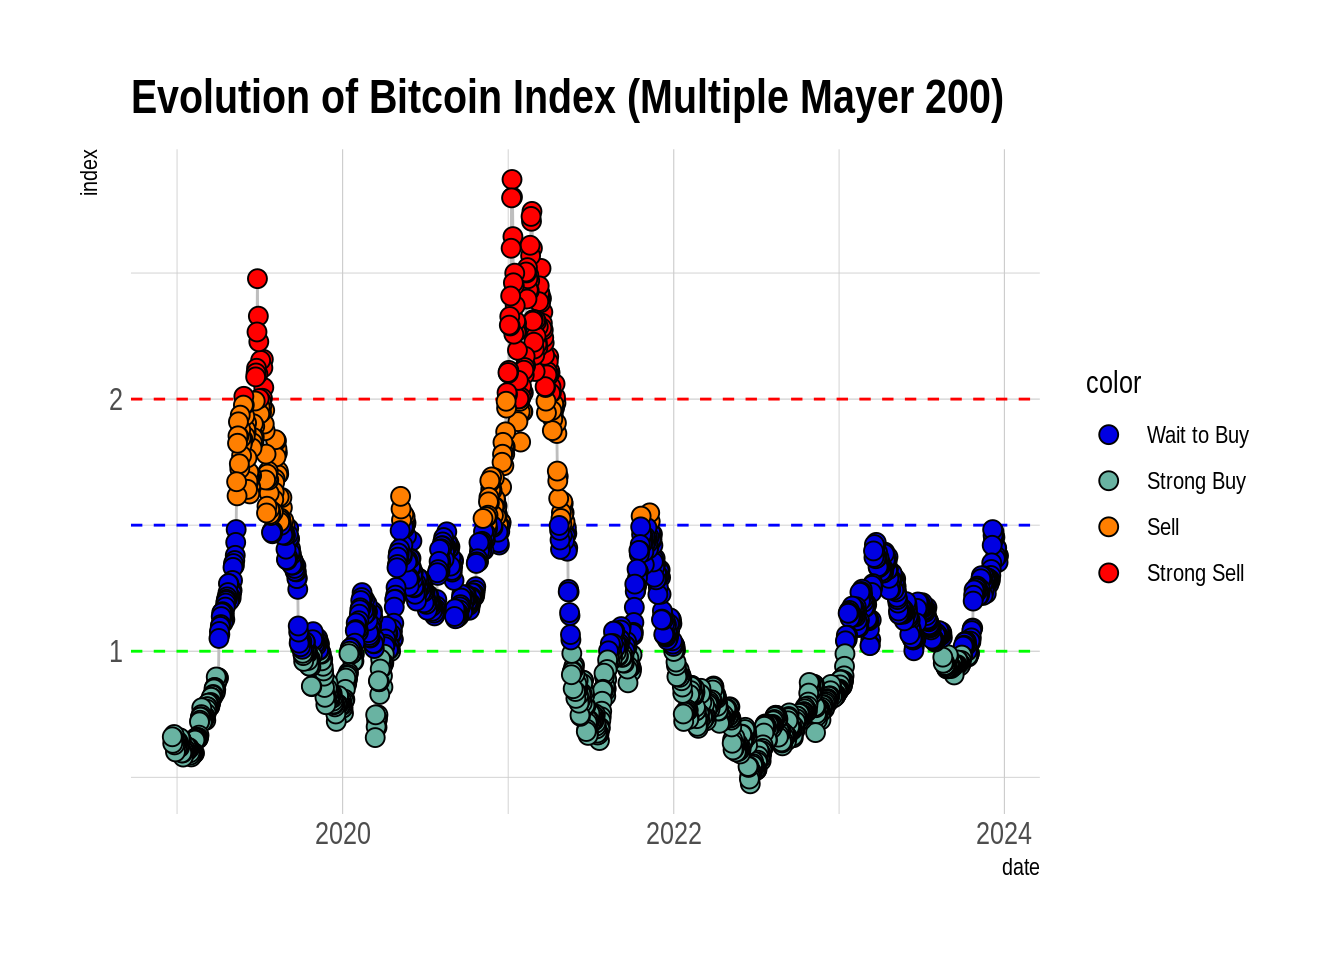 Evolution of Bitcoin Index (Multiple Mayer 200)
index
2
1
2020
2022
2024
date
color
Wait to Buy
Strong Buy
Sell
Strong Sell